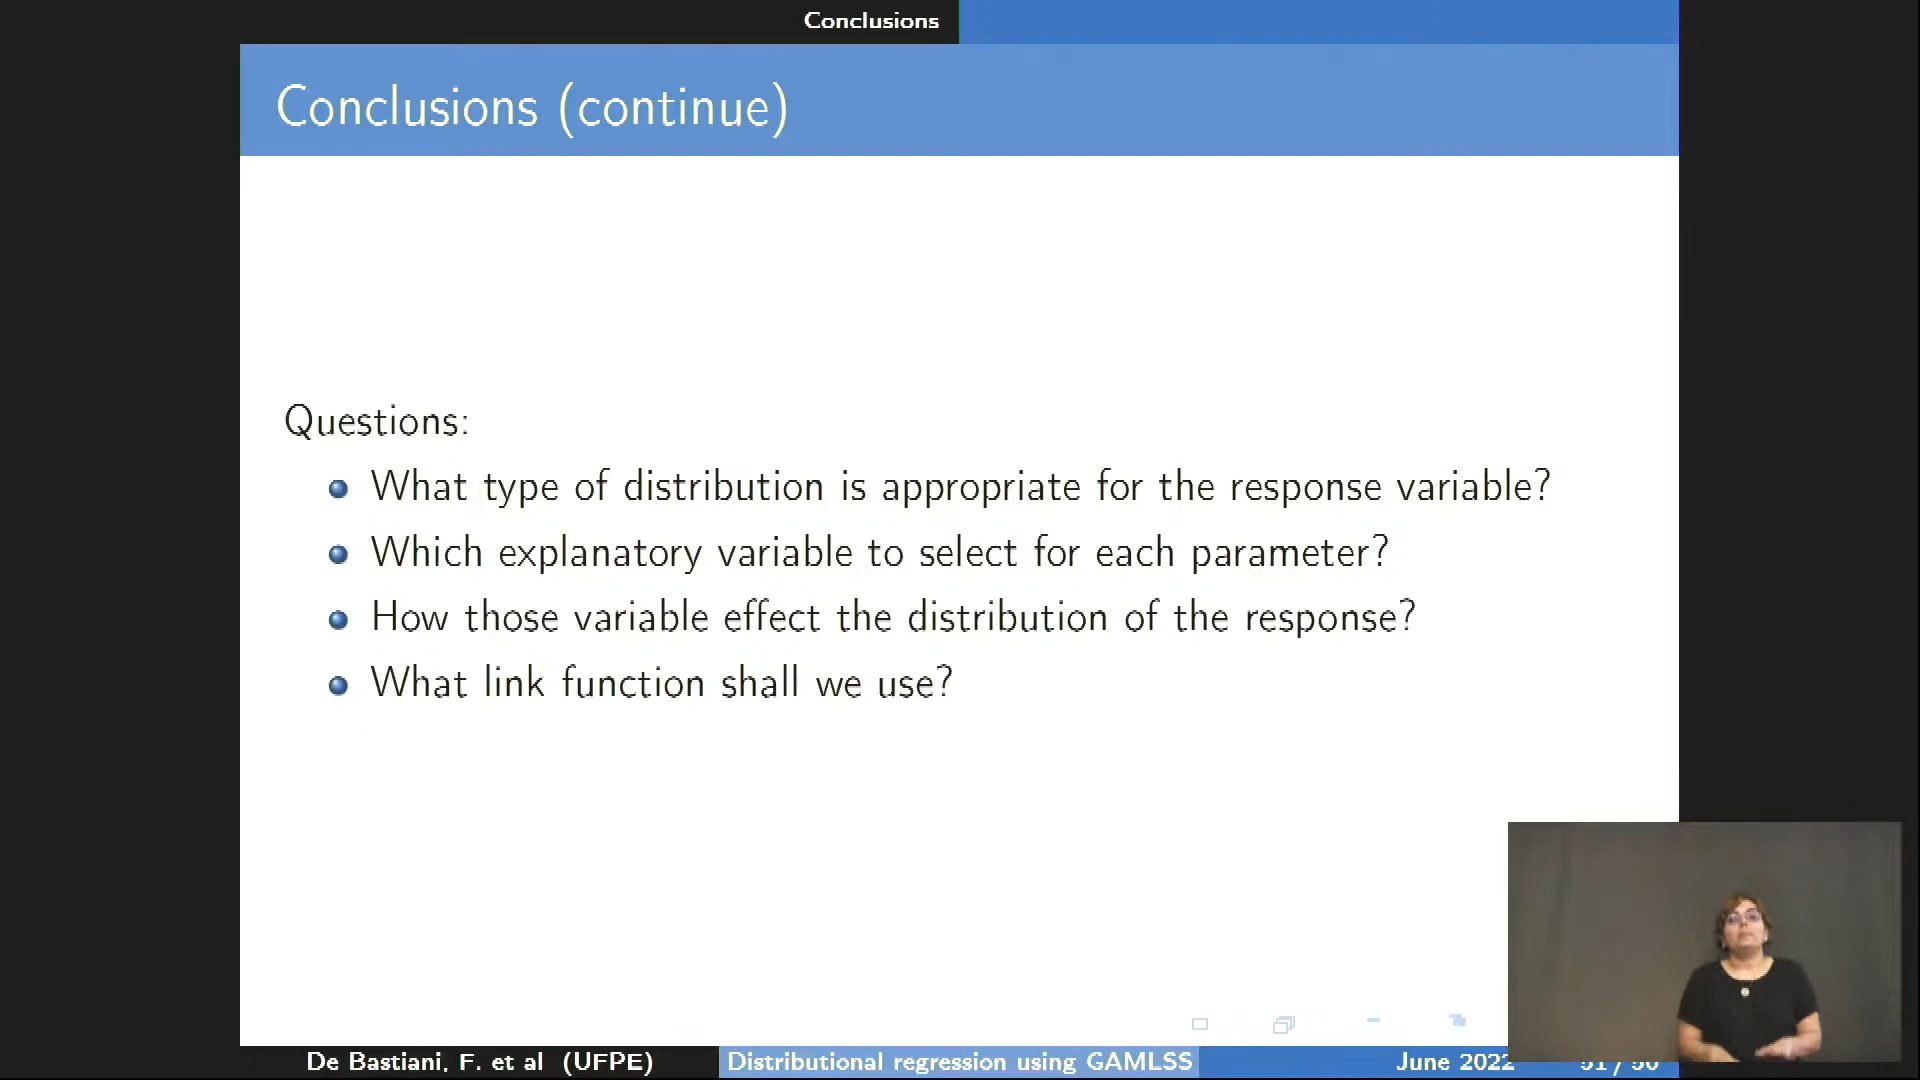 Conclusions
Conclusions (continue)
Questions:
What type of distribution is appropriate for the response variable?
Which explanatory variable to select for each parameter?
How those variable effect the distribution of the response?
What link function shall we use?
De Bastiani, F. et al (UFPE)
Distributional regression using GAMLSS
June 2022